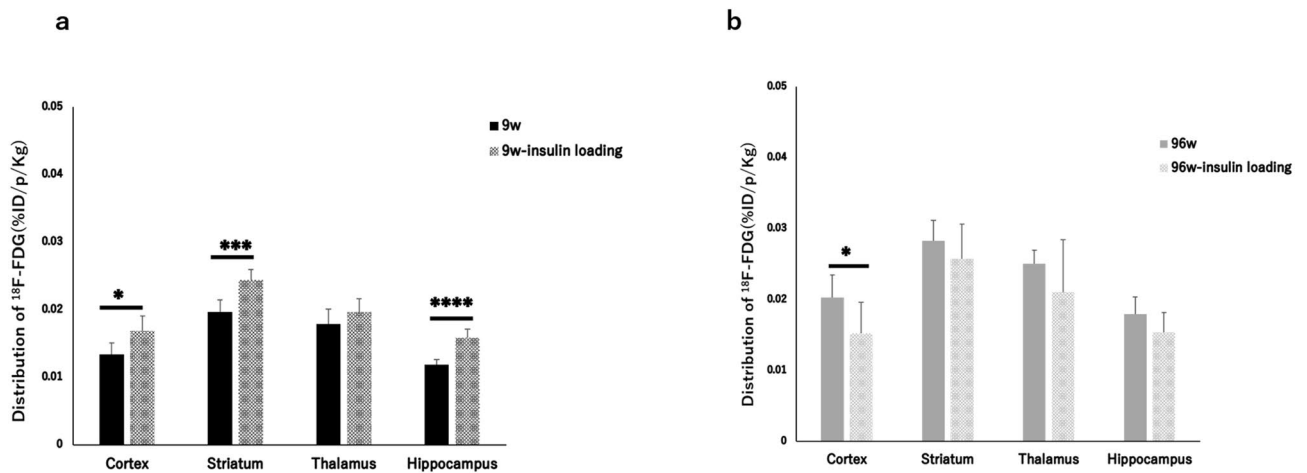 a
Distribution of ¹⁸F-FDG(%ID/p/Kg)
0.05
0.04
0.03
0.02
0.01
0
9w
9w-insulin loading
*
***
****
Cortex Striatum Thalamus Hippocampus
b
Distribution of ¹⁸F-FDG(%ID/p/Kg)
0.05
0.04
0.03
0.02
0.01
0
96w
96w-insulin loading
*
Cortex Striatum Thalamus Hippocampus